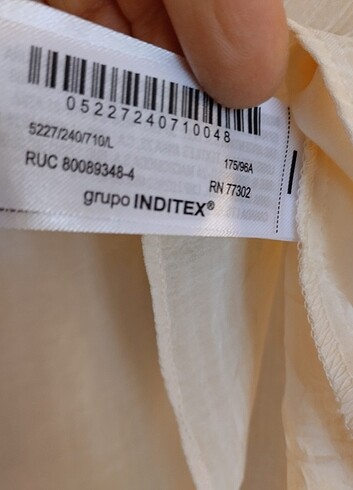 05227240710048
5227/240/710/L
175/96A
RUC 80089348-4
RN 77302
grupo INDITEX®